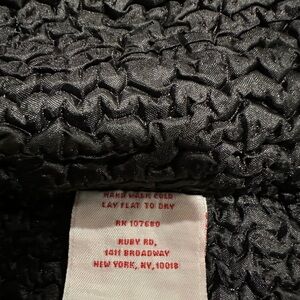 HAND WASH COLD
LAY FLAT TO DRY
RN 107680
RUBY RD,
1411 BROADWAY
NEW YORK, NY, 10018